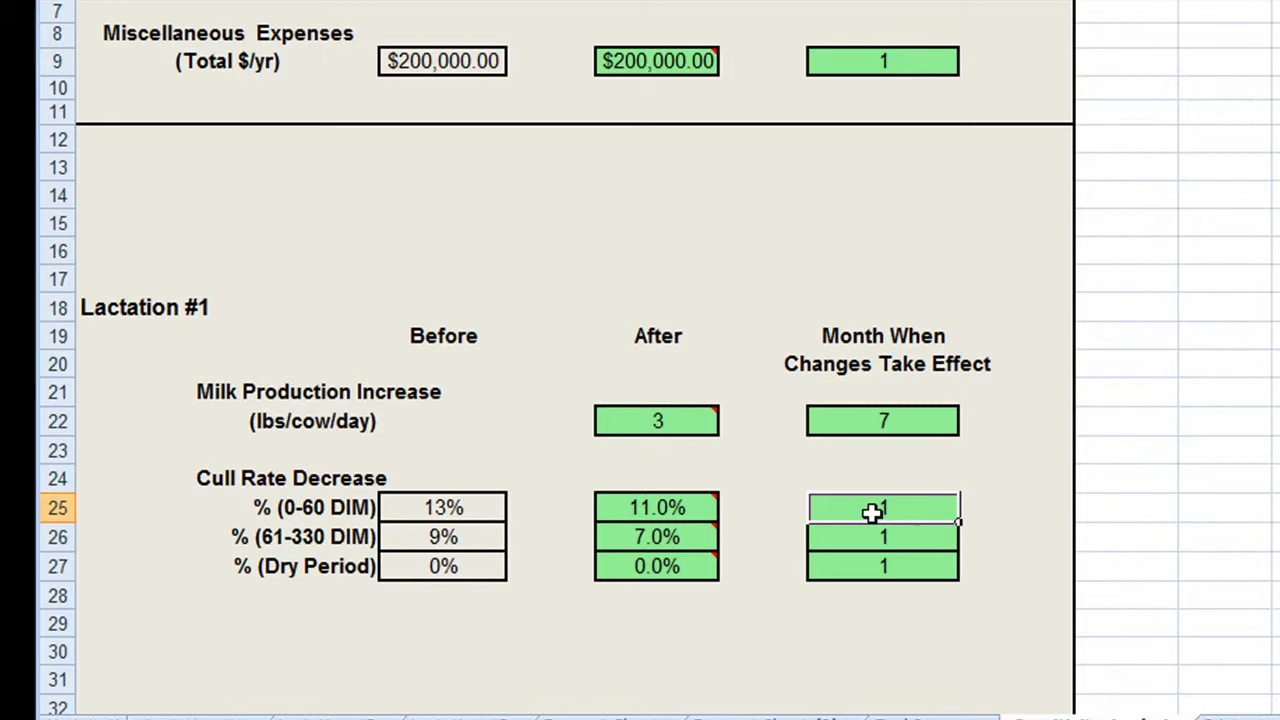 7
8 Miscellaneous Expenses
9 (Total $/yr) $200,000.00 $200,000.00 1
10
11
12
13
14
15
16
17
18 Lactation #1
19 Before After Month When
20 Changes Take Effect
21 Milk Production Increase
22 (lbs/cow/day) 3 7
23
24 Cull Rate Decrease
25 % (0-60 DIM) 13% 11.0% 1
26 % (61-330 DIM) 9% 7.0% 1
27 % (Dry Period) 0% 0.0% 1
28
29
30
31
32